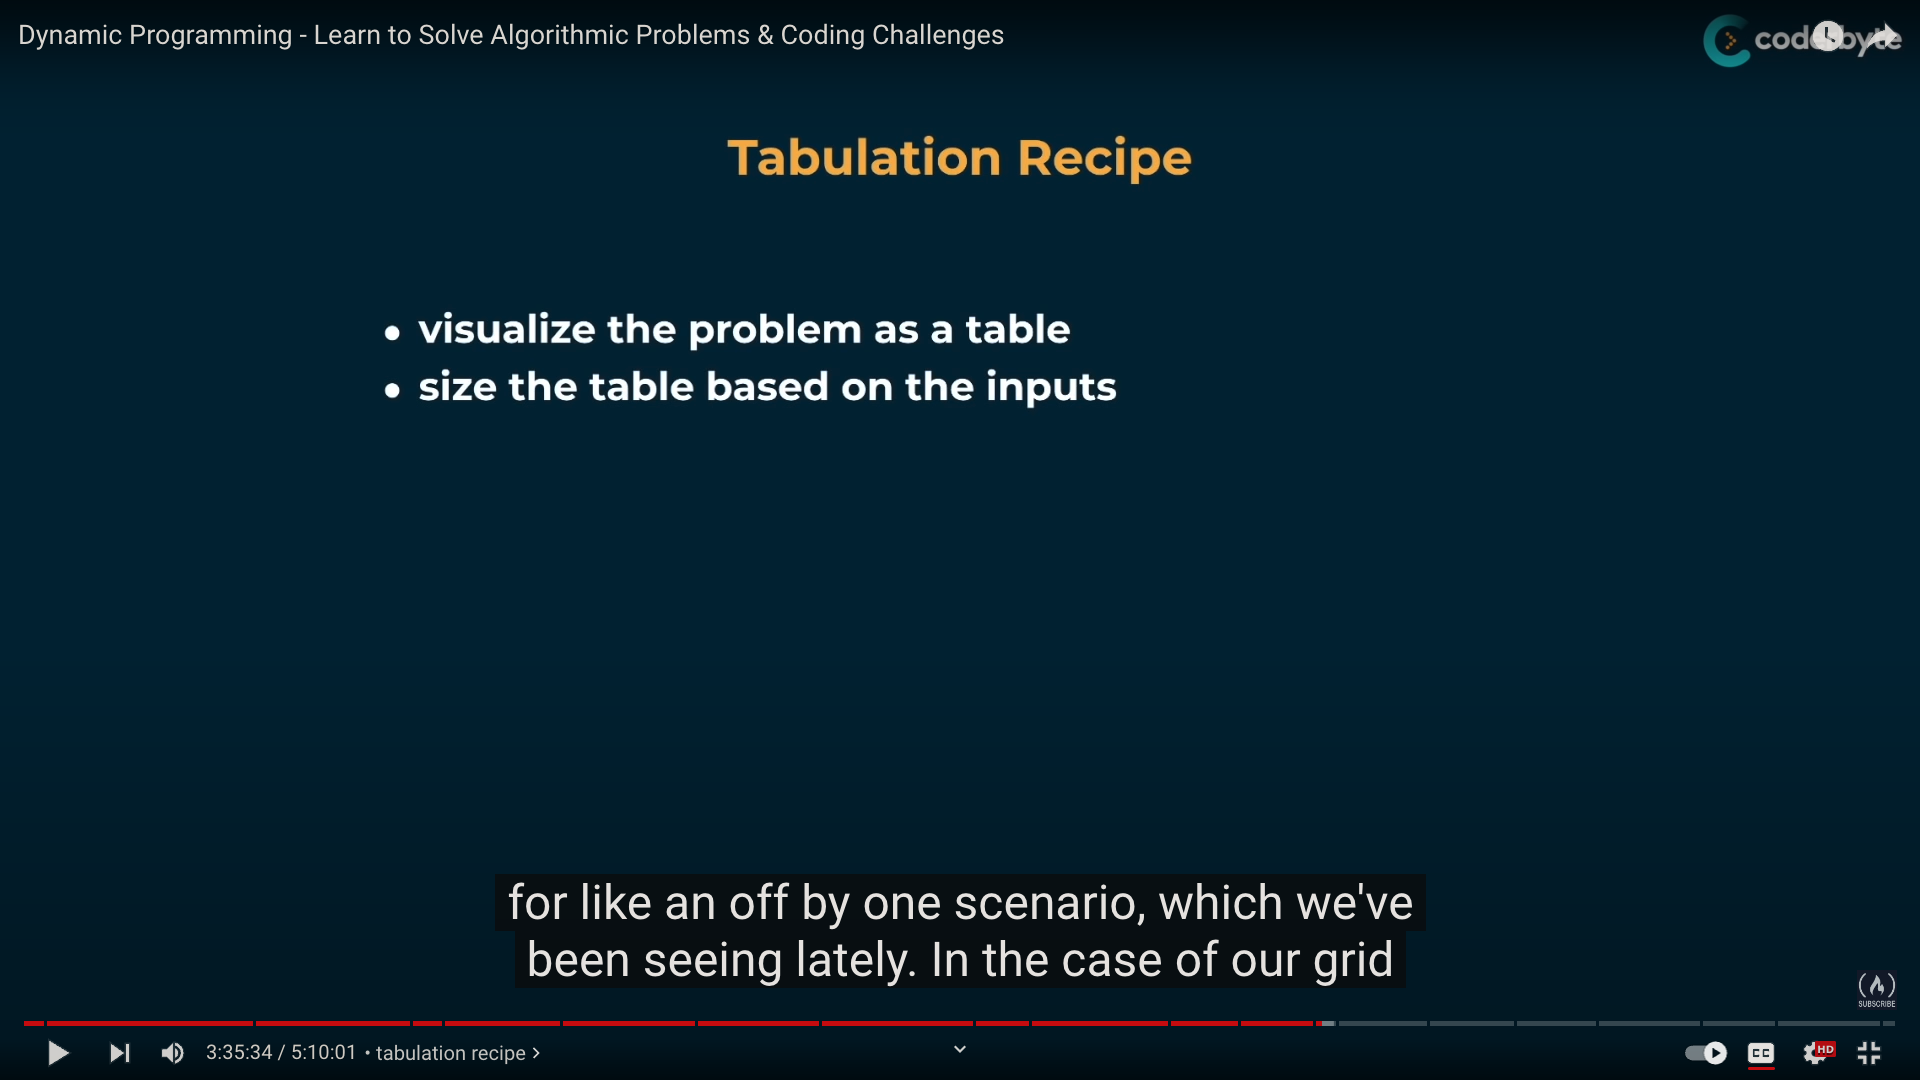 Dynamic Programming - Learn to Solve Algorithmic Problems & Coding Challenges
coderbyte
Tabulation Recipe
• visualize the problem as a table
• size the table based on the inputs
for like an off by one scenario, which we've
been seeing lately. In the case of our grid
SUBSCRIBE
3:35:34 / 5:10:01 • tabulation recipe >
CC
HD